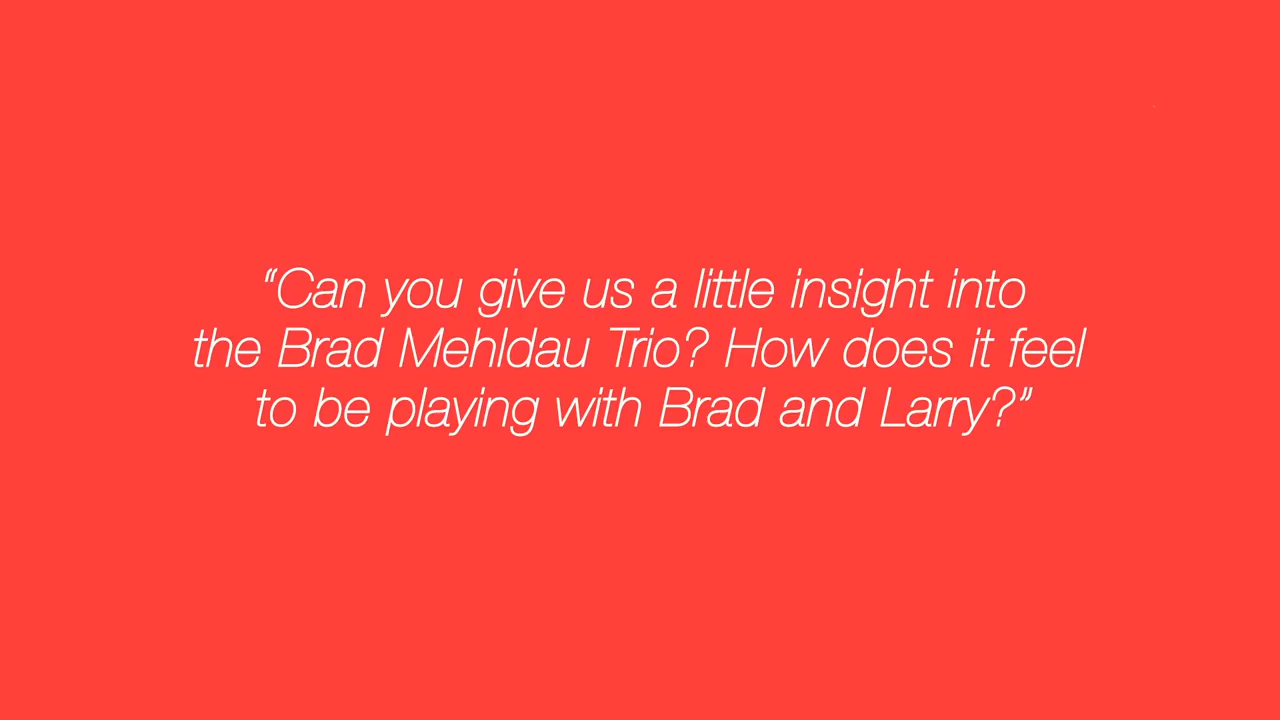 “Can you give us a little insight into
the Brad Mehldau Trio? How does it feel
to be playing with Brad and Larry?”